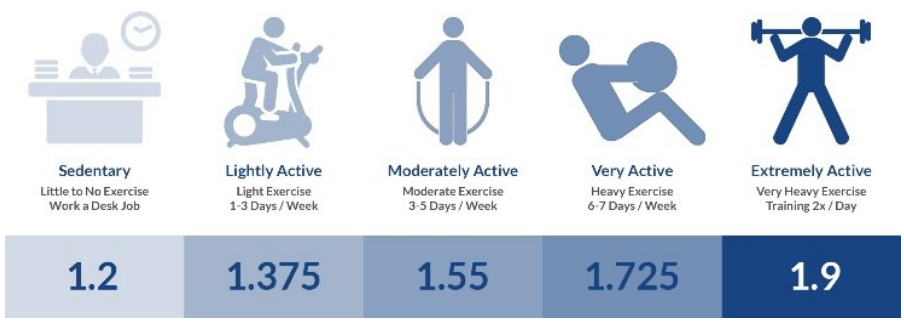 Sedentary
Little to No Exercise
Work a Desk Job
Lightly Active
Light Exercise
1-3 Days / Week
Moderately Active
Moderate Exercise
3-5 Days / Week
Very Active
Heavy Exercise
6-7 Days / Week
Extremely Active
Very Heavy Exercise
Training 2x / Day
1.2
1.375
1.55
1.725
1.9